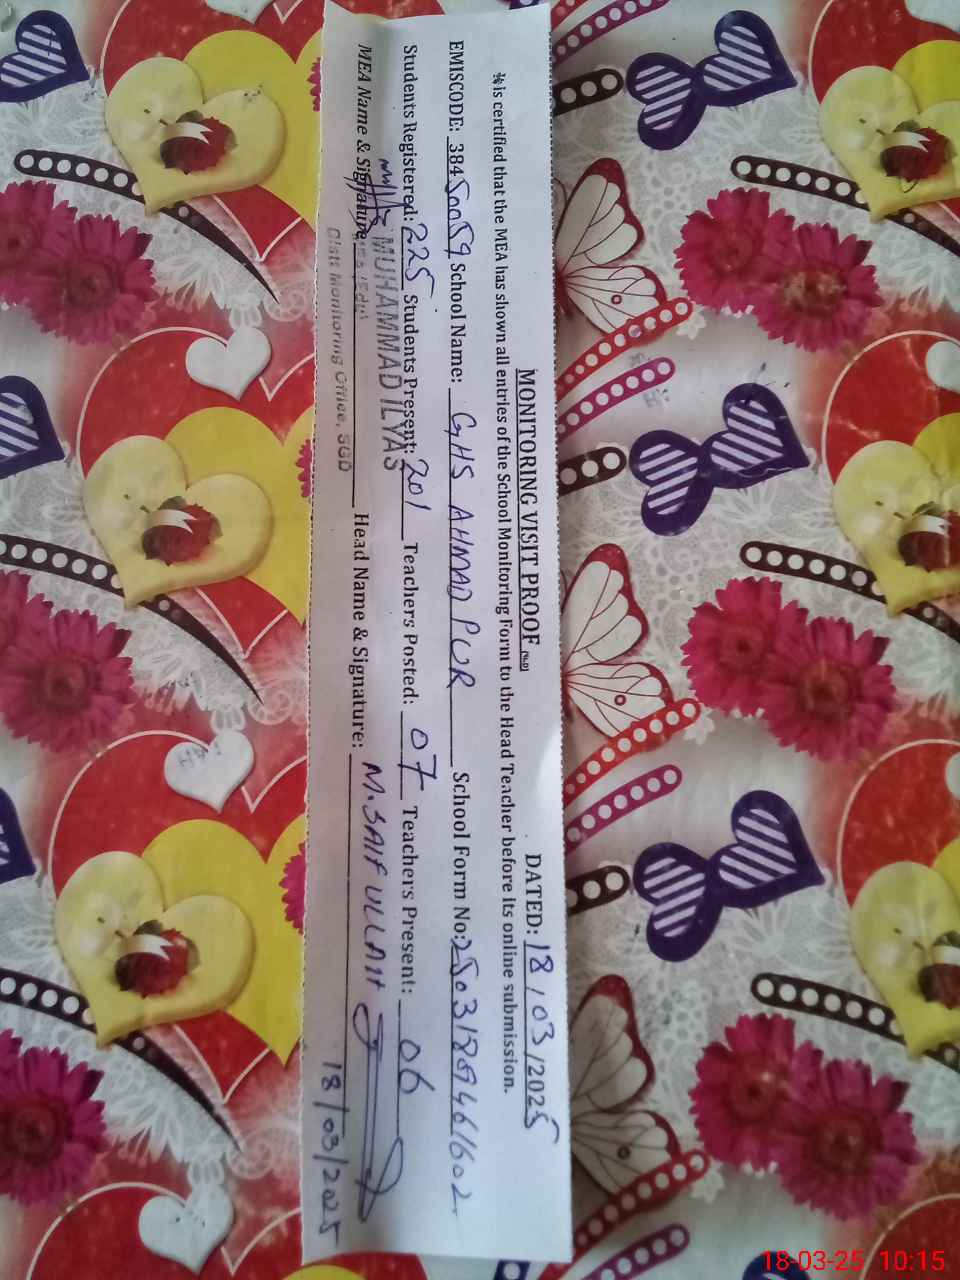 MONITORING VISIT PROOF DATED: 18/03/2025
It is certified that the MEA has shown all entries of the School Monitoring Form to the Head Teacher before its online submission.
EMISCODE: 38450059 School Name: GHS AHMAD PUR School Form No:
Students Registered: 225 Students Present: 201 Teachers Posted: 07 Teachers Present: 06
MUHAMMAD ILYAS
MEA Name & Signature: Head Name & Signature: M. SAIF ULLAH
Distt Monitoring Office, SGD 18/03/2025
18-03-25 10:15